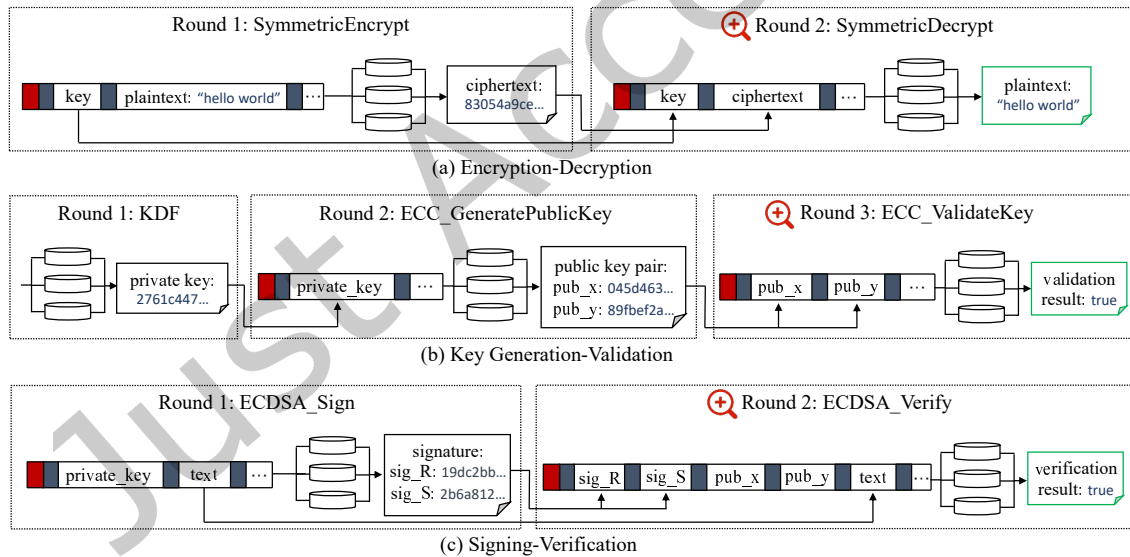 Round 1: SymmetricEncrypt
Round 2: SymmetricDecrypt
key
plaintext: “hello world”
...
ciphertext:
83054a9ce...
key
ciphertext
...
plaintext:
“hello world”
(a) Encryption-Decryption
Round 1: KDF
Round 2: ECC_GeneratePublicKey
Round 3: ECC_ValidateKey
private key:
2761c447...
private_key
...
public key pair:
pub_x: 045d463...
pub_y: 89fbef2a...
pub_x
pub_y
...
validation
result: true
(b) Key Generation-Validation
Round 1: ECDSA_Sign
Round 2: ECDSA_Verify
private_key
text
...
signature:
sig_R: 19dc2bb...
sig_S: 2b6a812...
sig_R
sig_S
pub_x
pub_y
text
...
verification
result: true
(c) Signing-Verification
Just Acce